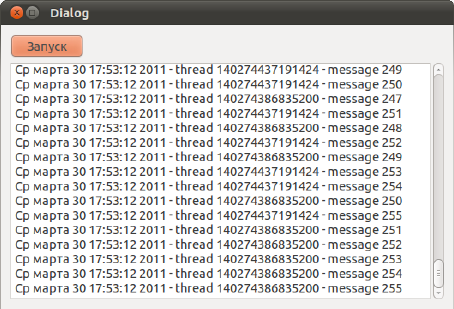 Dialog
Запуск
Ср марта 30 17:53:12 2011 - thread 140274437191424 - message 249
Ср марта 30 17:53:12 2011 - thread 140274437191424 - message 250
Ср марта 30 17:53:12 2011 - thread 140274386835200 - message 247
Ср марта 30 17:53:12 2011 - thread 140274437191424 - message 251
Ср марта 30 17:53:12 2011 - thread 140274386835200 - message 248
Ср марта 30 17:53:12 2011 - thread 140274437191424 - message 252
Ср марта 30 17:53:12 2011 - thread 140274386835200 - message 249
Ср марта 30 17:53:12 2011 - thread 140274437191424 - message 253
Ср марта 30 17:53:12 2011 - thread 140274437191424 - message 254
Ср марта 30 17:53:12 2011 - thread 140274386835200 - message 250
Ср марта 30 17:53:12 2011 - thread 140274437191424 - message 255
Ср марта 30 17:53:12 2011 - thread 140274386835200 - message 251
Ср марта 30 17:53:12 2011 - thread 140274386835200 - message 252
Ср марта 30 17:53:12 2011 - thread 140274386835200 - message 253
Ср марта 30 17:53:12 2011 - thread 140274386835200 - message 254
Ср марта 30 17:53:12 2011 - thread 140274386835200 - message 255